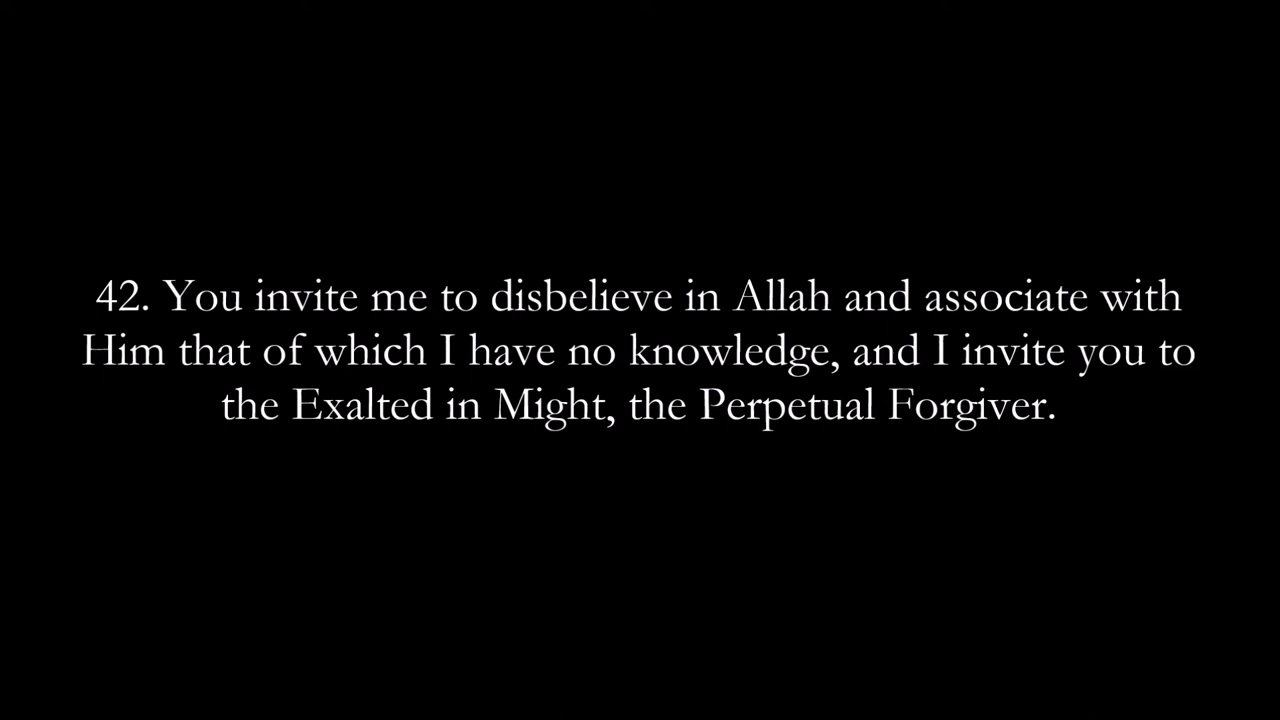 42. You invite me to disbelieve in Allah and associate with
Him that of which I have no knowledge, and I invite you to
the Exalted in Might, the Perpetual Forgiver.